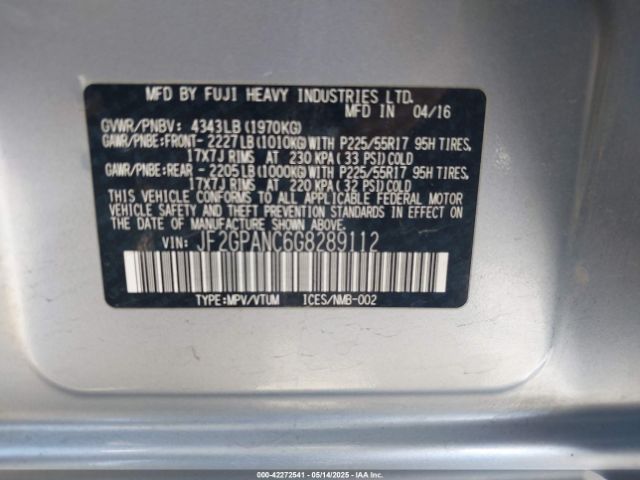 MFD BY FUJI HEAVY INDUSTRIES LTD.
MFD IN 04/16
GVWR/PNBV: 4343LB(1970KG)
GAWR/PNBE:FRONT- 2227LB(1010KG)WITH P225/55R17 95H TIRES,
17X7J RIMS AT 230 KPA(33 PSI)COLD
GAWR/PNBE:REAR - 2205LB(1000KG)WITH P225/55R17 95H TIRES,
17X7J RIMS AT 220 KPA(32 PSI)COLD
THIS VEHICLE CONFORMS TO ALL APPLICABLE FEDERAL MOTOR
VEHICLE SAFETY AND THEFT PREVENTION STANDARDS IN EFFECT
ON THE DATE OF MANUFACTURE SHOWN ABOVE.
VIN: JF2GPANC6G8289112
TYPE:MPV/VTUM ICES/NMB-002
000-42272541 - 05/14/2025 - IAAI, Inc.